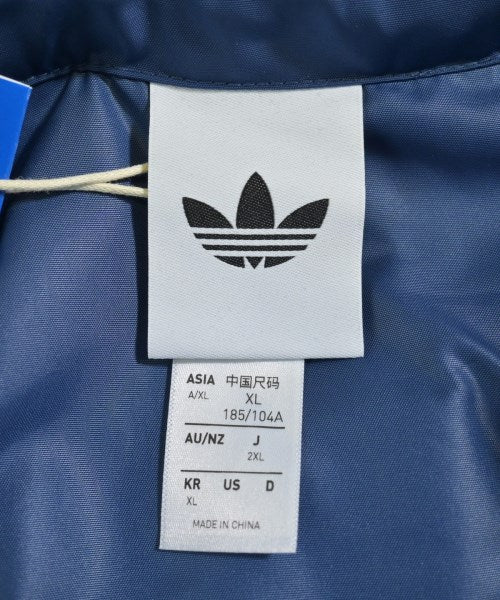 ASIA 中国尺码
A/XL XL
185/104A
AU/NZ J
2XL
KR US D
XL
MADE IN CHINA